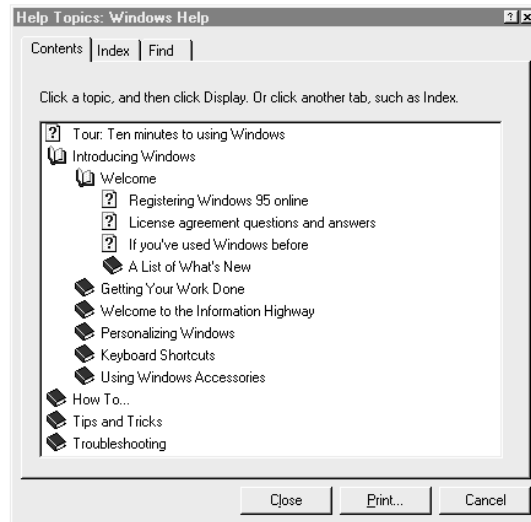 Help Topics: Windows Help
Contents Index Find
Click a topic, and then click Display. Or click another tab, such as Index.
Tour: Ten minutes to using Windows
Introducing Windows
Welcome
Registering Windows 95 online
License agreement questions and answers
If you've used Windows before
A List of What's New
Getting Your Work Done
Welcome to the Information Highway
Personalizing Windows
Keyboard Shortcuts
Using Windows Accessories
How To...
Tips and Tricks
Troubleshooting
Close Print... Cancel